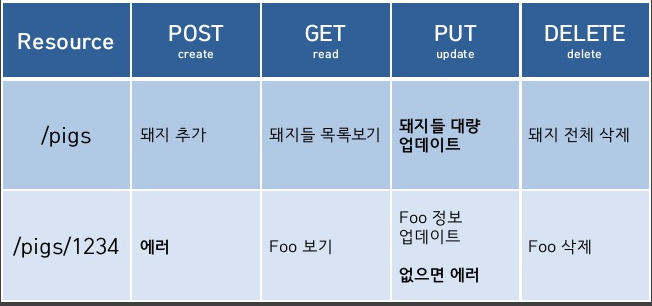 Resource
POST
create
GET
read
PUT
update
DELETE
delete
/pigs
돼지 추가
돼지들 목록보기
돼지들 대량
업데이트
돼지 전체 삭제
/pigs/1234
에러
Foo 보기
Foo 정보
업데이트
없으면 에러
Foo 삭제